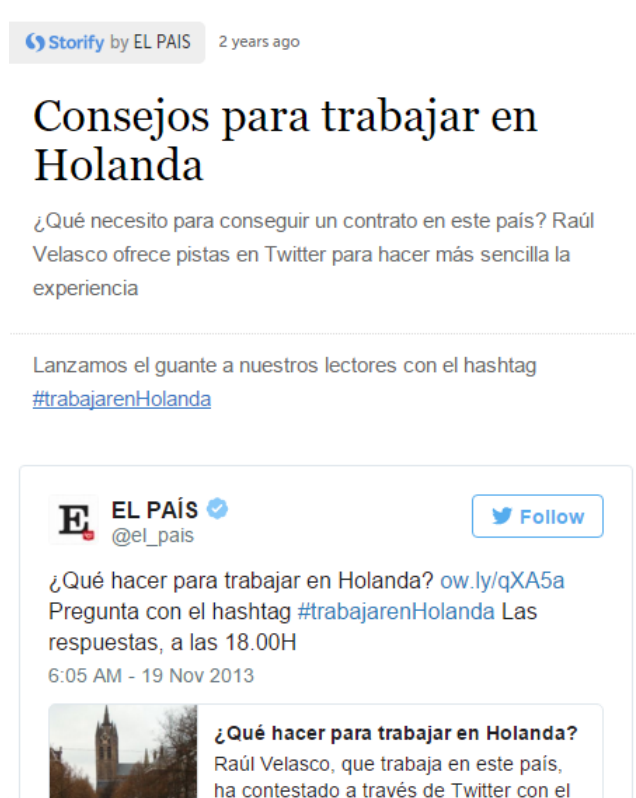 Storify by EL PAIS 2 years ago
Consejos para trabajar en
Holanda
¿Qué necesito para conseguir un contrato en este país? Raúl
Velasco ofrece pistas en Twitter para hacer más sencilla la
experiencia
Lanzamos el guante a nuestros lectores con el hashtag
#trabajarenHolanda
E
EL PAÍS
Follow
@el_pais
¿Qué hacer para trabajar en Holanda? ow.ly/qXA5a
Pregunta con el hashtag #trabajarenHolanda Las
respuestas, a las 18.00H
6:05 AM - 19 Nov 2013
¿Qué hacer para trabajar en Holanda?
Raúl Velasco, que trabaja en este país,
ha contestado a través de Twitter con el